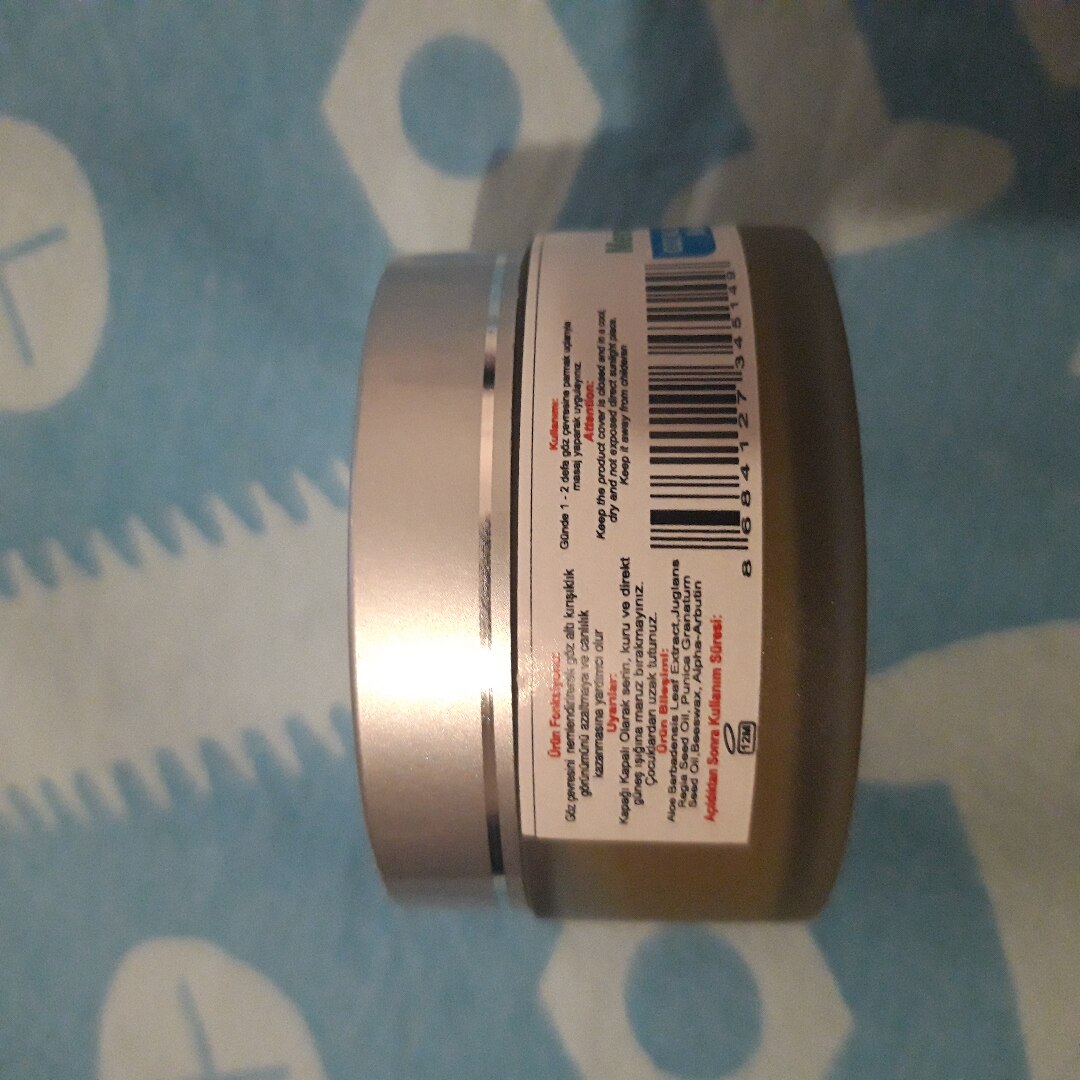 Ürün Fonksiyonu:
Göz çevresini nemlendirerek göz altı kırışıklık
görünümünü azaltmaya ve canlılık
kazanmasına yardımcı olur
Uyarılar:
Kapağı Kapalı Olarak serin, kuru ve direkt
güneş ışığına maruz bırakmayınız.
Çocuklardan uzak tutunuz.
Ürün Bileşimi:
Aloe Barbadensis Leaf Extract,Juglans
Regia Seed Oil, Punica Granatum
Seed Oil,Beeswax, Alpha-Arbutin
Açıldıktan Sonra Kullanım Süresi:
12M
Kullanımı:
Günde 1 - 2 defa göz çevresine parmak uçlarıyla
masaj yaparak uygulayınız.
Attention:
Keep the product cover is closed and in a cool,
dry and not exposed direct sunlight place.
Keep it away from childeren
8 684127 345149